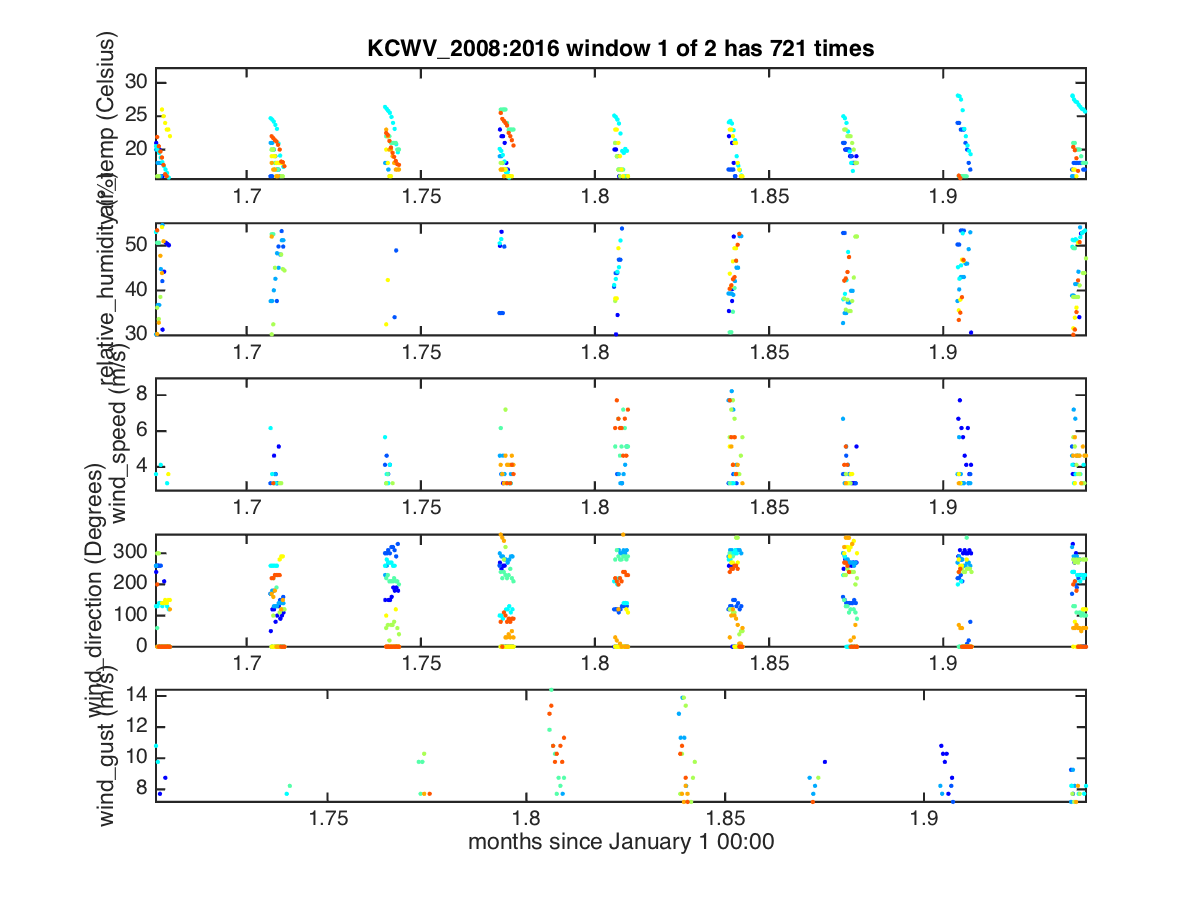 KCWV_2008:2016 window 1 of 2 has 721 times
air_temp (Celsius)
30
25
20
1.7 1.75 1.8 1.85 1.9
relative_humidity (%)
50
40
30
1.7 1.75 1.8 1.85 1.9
wind_speed (m/s)
8
6
4
1.7 1.75 1.8 1.85 1.9
wind_direction (Degrees)
300
200
100
0
1.7 1.75 1.8 1.85 1.9
wind_gust (m/s)
14
12
10
8
1.75 1.8 1.85 1.9
months since January 1 00:00